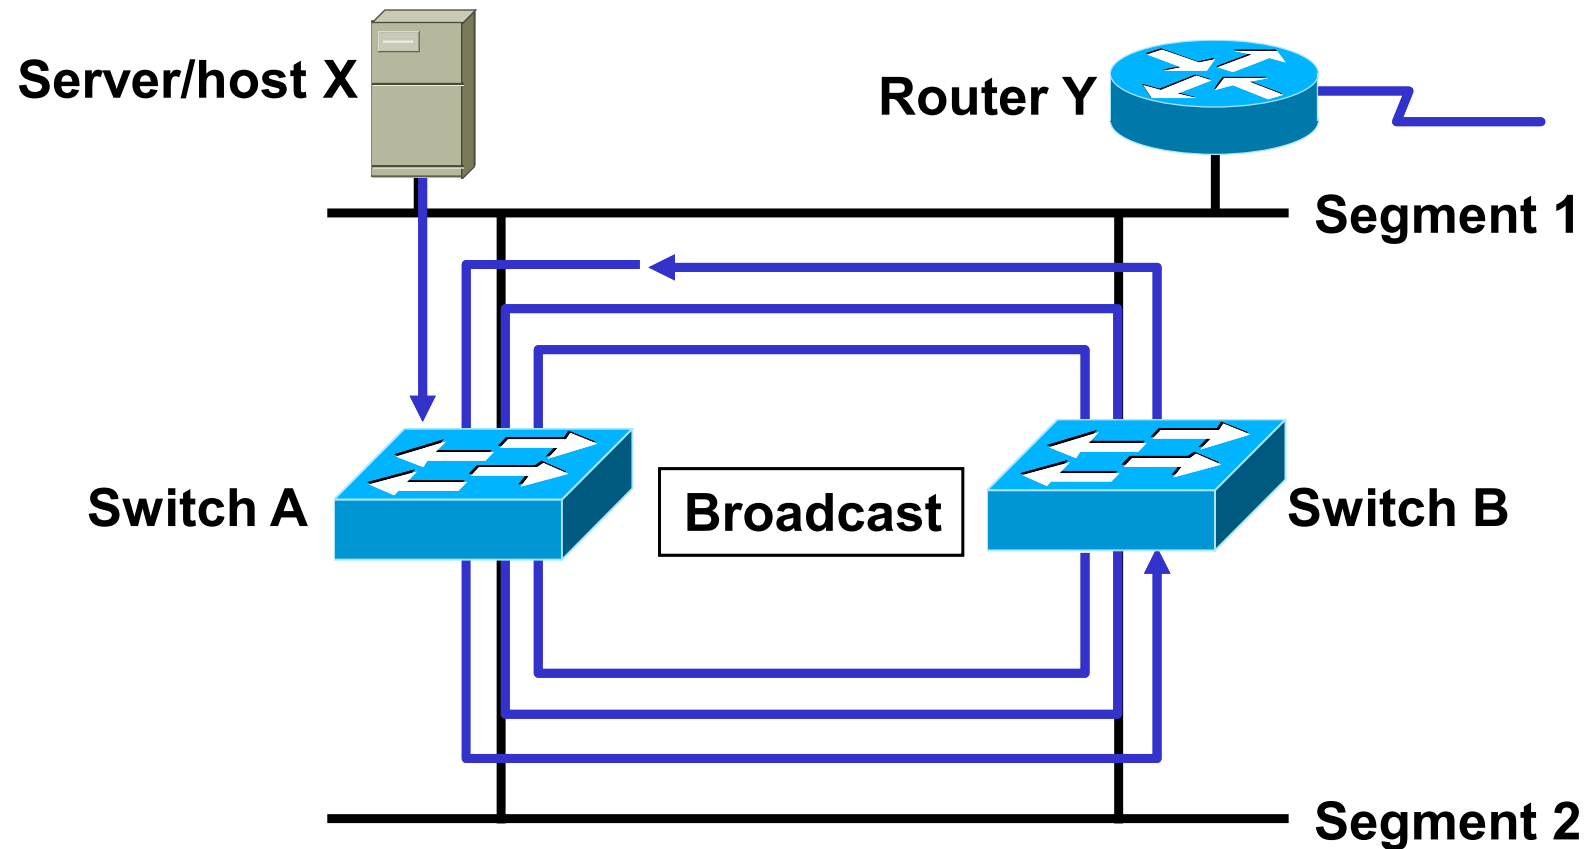 Server/host X
Router Y
Segment 1
Switch A
Broadcast
Switch B
Segment 2